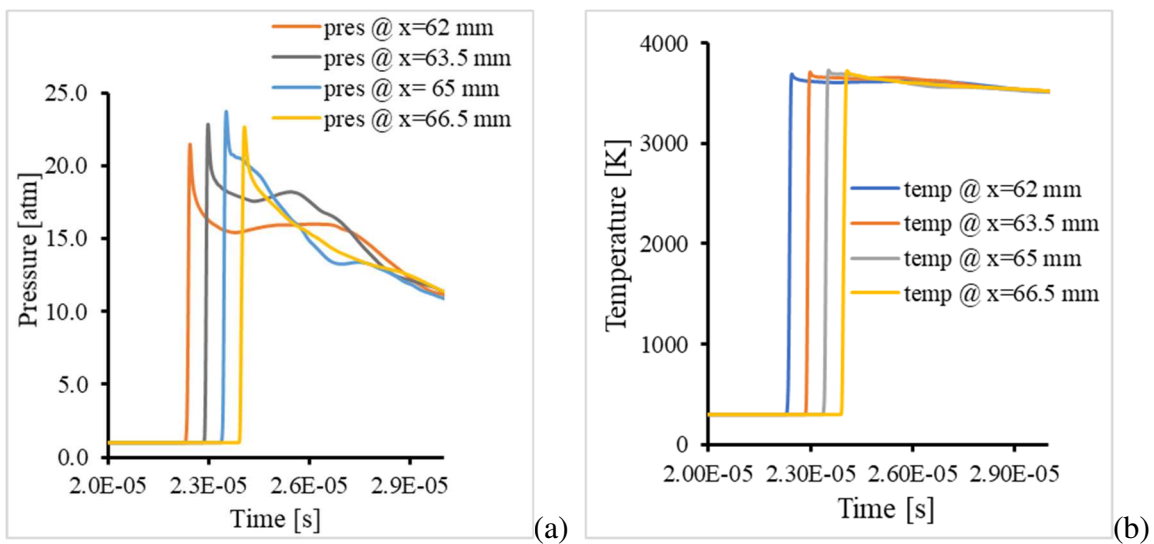 pres @ x=62 mm
pres @ x=63.5 mm
pres @ x= 65 mm
pres @ x=66.5 mm
25.0
20.0
15.0
10.0
5.0
0.0
Pressure [atm]
2.0E-05 2.3E-05 2.6E-05 2.9E-05
Time [s]
(a)
4000
3000
2000
1000
0
Temperature [K]
temp @ x=62 mm
temp @ x=63.5 mm
temp @ x=65 mm
temp @ x=66.5 mm
2.00E-05 2.30E-05 2.60E-05 2.90E-05
Time [s]
(b)